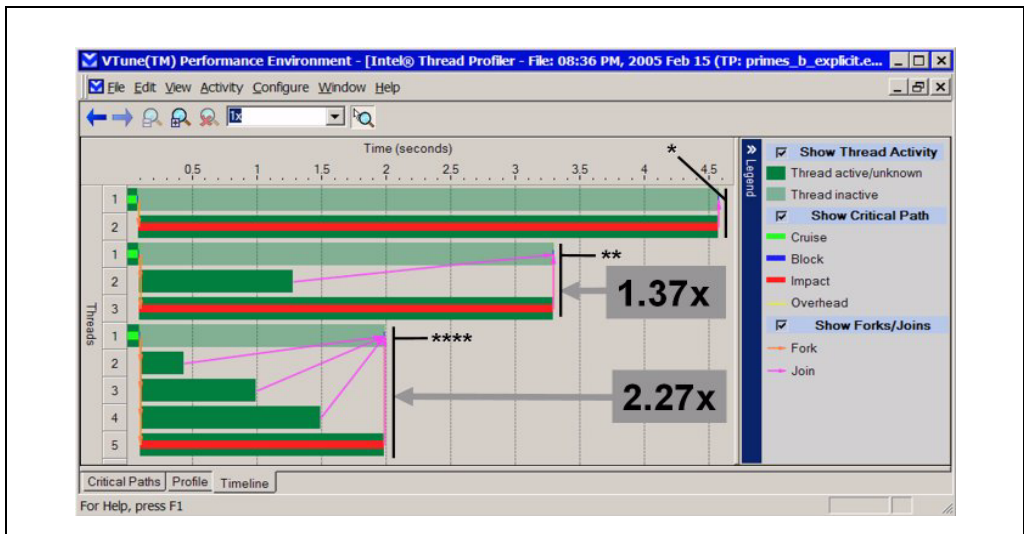 VTune(TM) Performance Environment - [Intel® Thread Profiler - File: 08:36 PM, 2005 Feb 15 (TP: primes_b_explicit.e...
File Edit View Activity Configure Window Help
1x
Time (seconds)
*
0.5 1 1.5 2 2.5 3 3.5 4 4.5
Threads
1
2
1
**
2
1.37x
3
1
****
2
3
2.27x
4
5
Legend
Show Thread Activity
Thread active/unknown
Thread inactive
Show Critical Path
Cruise
Block
Impact
Overhead
Show Forks/Joins
Fork
Join
Critical Paths Profile Timeline
For Help, press F1